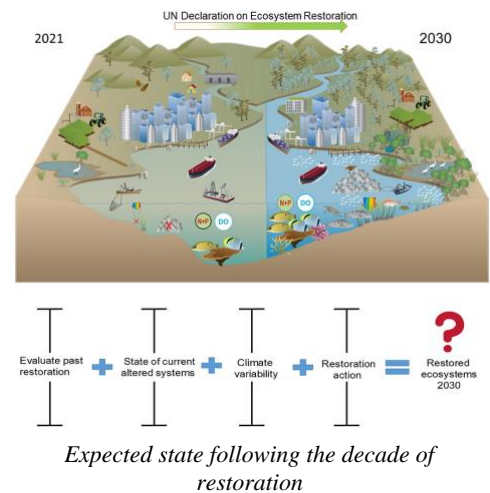 UN Declaration on Ecosystem Restoration
2021
2030
N+P
DO
N+P
DO
Evaluate past
restoration
+
State of current
altered systems
+
Climate
variability
+
Restoration
action
=
?
Restored
ecosystems
2030
Expected state following the decade of
restoration